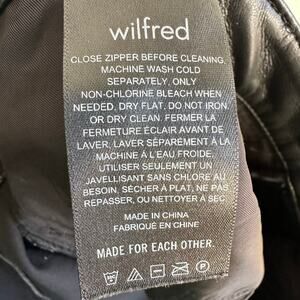 wilfred
CLOSE ZIPPER BEFORE CLEANING.
MACHINE WASH COLD
SEPARATELY. ONLY
NON-CHLORINE BLEACH WHEN
NEEDED. DRY FLAT. DO NOT IRON.
OR DRY CLEAN. FERMER LA
FERMETURE ÉCLAIR AVANT DE
LAVER. LAVER SÉPARÉMENT À LA
MACHINE À L'EAU FROIDE.
UTILISER SEULEMENT UN
JAVELLISANT SANS CHLORE AU
BESOIN. SÉCHER À PLAT, NE PAS
REPASSER, OU NETTOYER À SEC.
MADE IN CHINA
FABRIQUÉ EN CHINE
MADE FOR EACH OTHER.